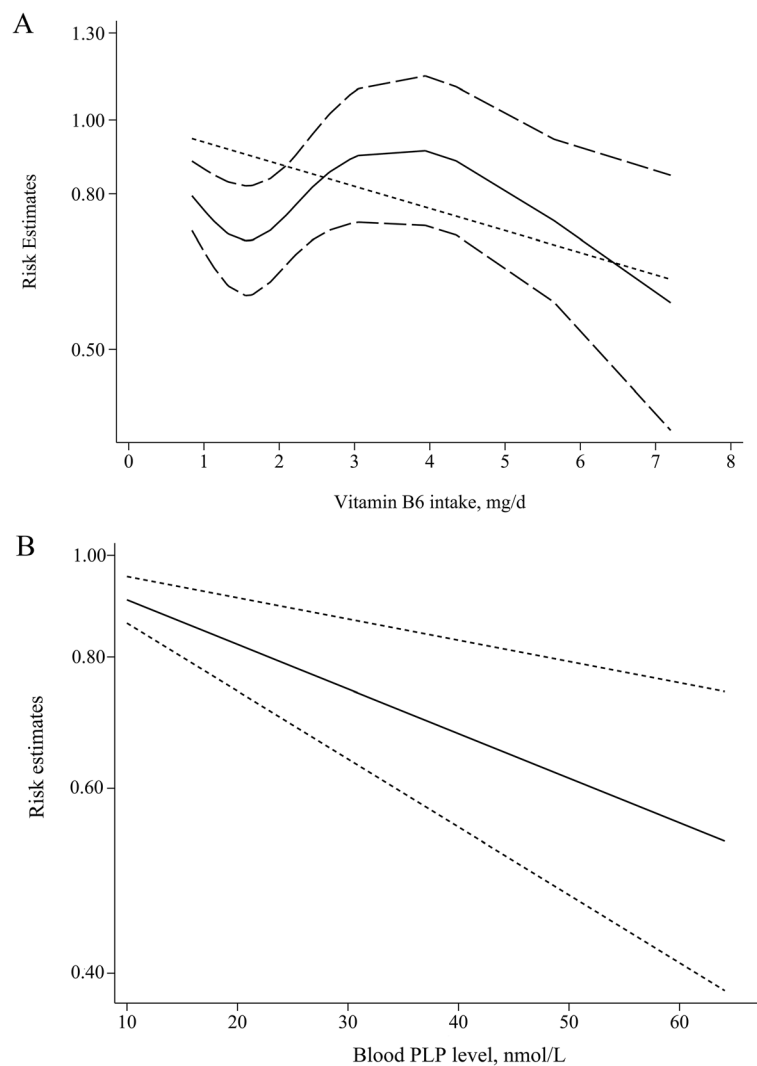 A
1.30
1.00
0.80
0.50
Risk Estimates
0 1 2 3 4 5 6 7 8
Vitamin B6 intake, mg/d
B
1.00
0.80
0.60
0.40
Risk estimates
10 20 30 40 50 60
Blood PLP level, nmol/L